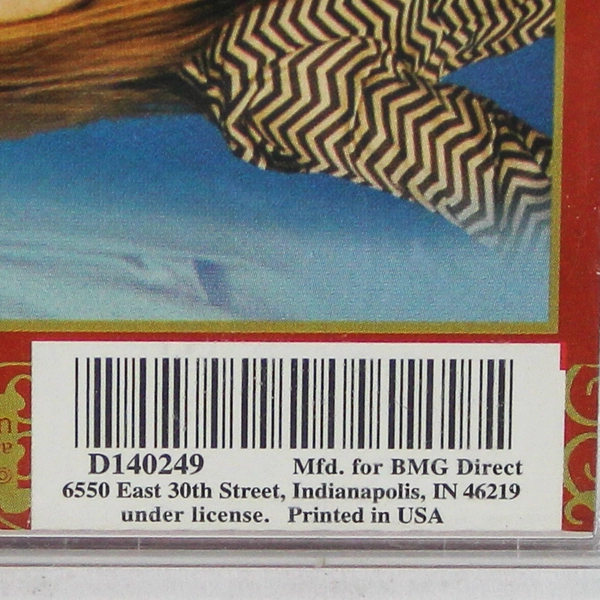 D140249 Mfd. for BMG Direct
6550 East 30th Street, Indianapolis, IN 46219
under license. Printed in USA